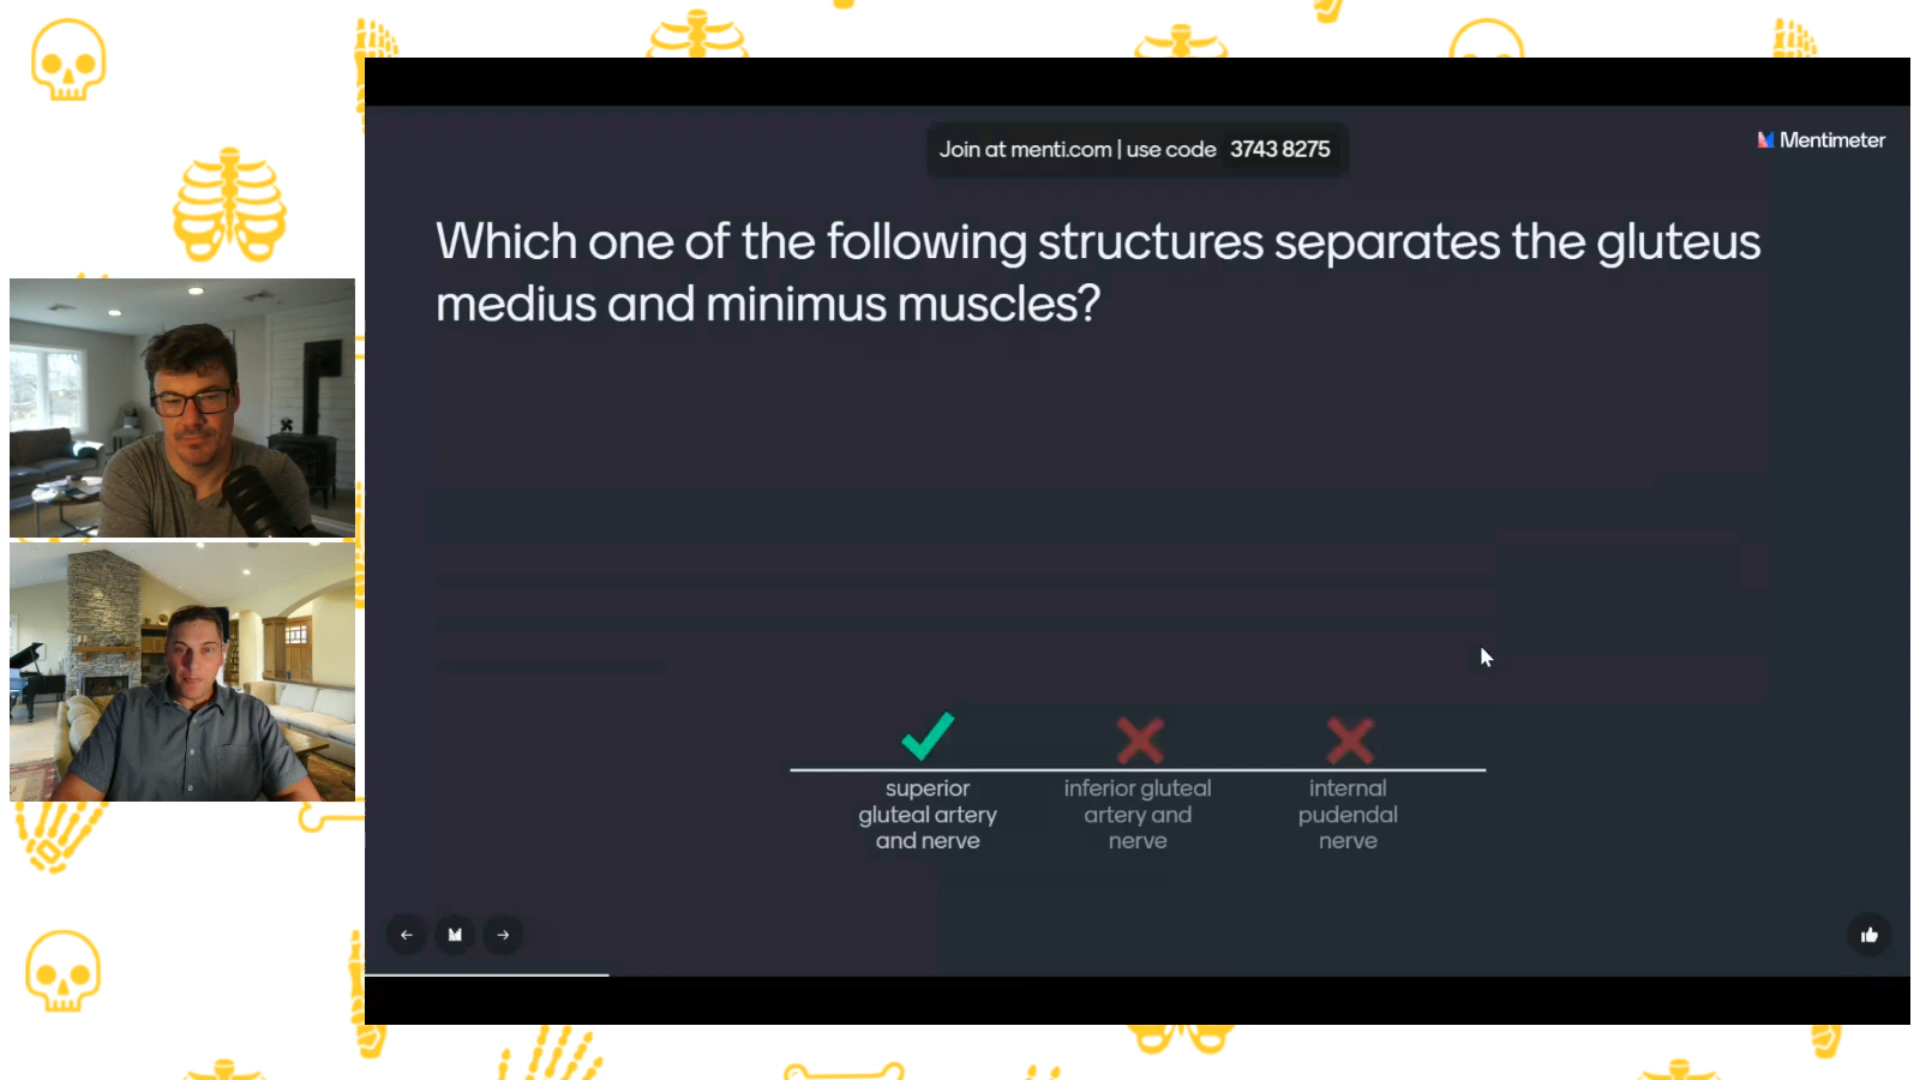 Join at menti.com | use code 3743 8275
Mentimeter
Which one of the following structures separates the gluteus
medius and minimus muscles?
superior
gluteal artery
and nerve
inferior gluteal
artery and
nerve
internal
pudendal
nerve